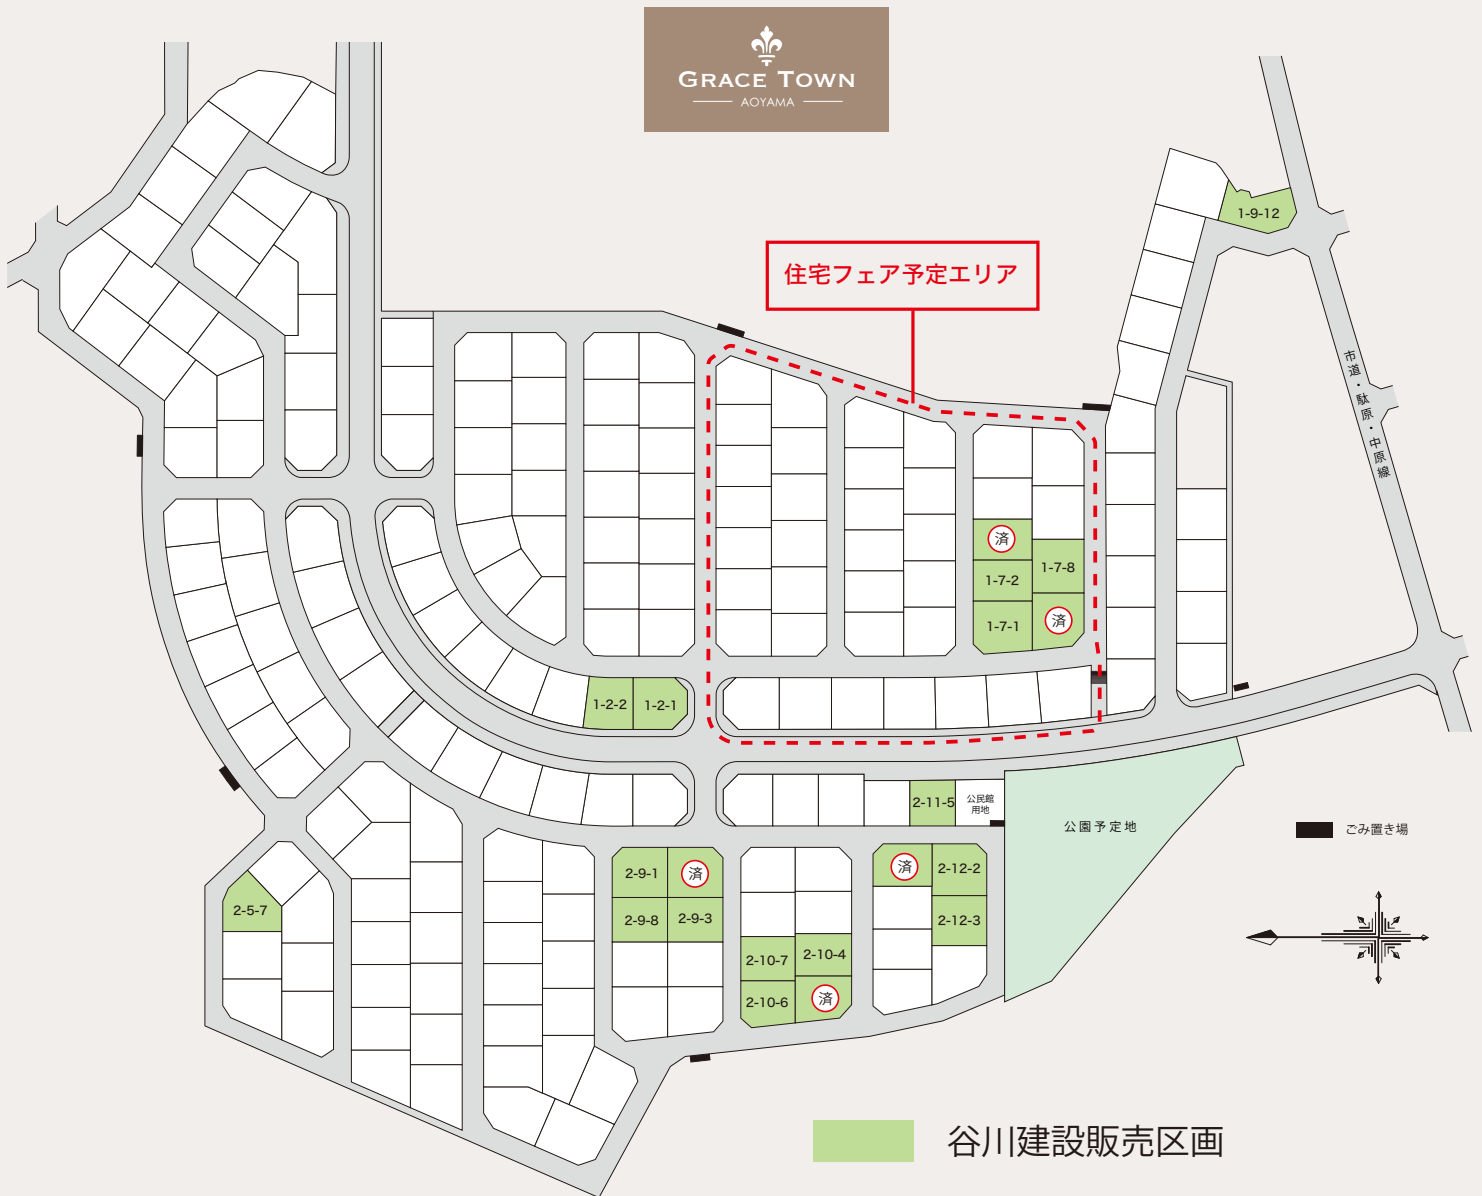 GRACE TOWN
AOYAMA
1-9-12
住宅フェア予定エリア
市道・駄原・中原線
済
1-7-8
1-7-2
1-7-1
済
1-2-2
1-2-1
2-11-5
公民館
用地
公園予定地
ごみ置き場
2-9-1
済
済
2-12-2
2-5-7
2-9-8
2-9-3
2-12-3
2-10-7
2-10-4
2-10-6
済
谷川建設販売区画